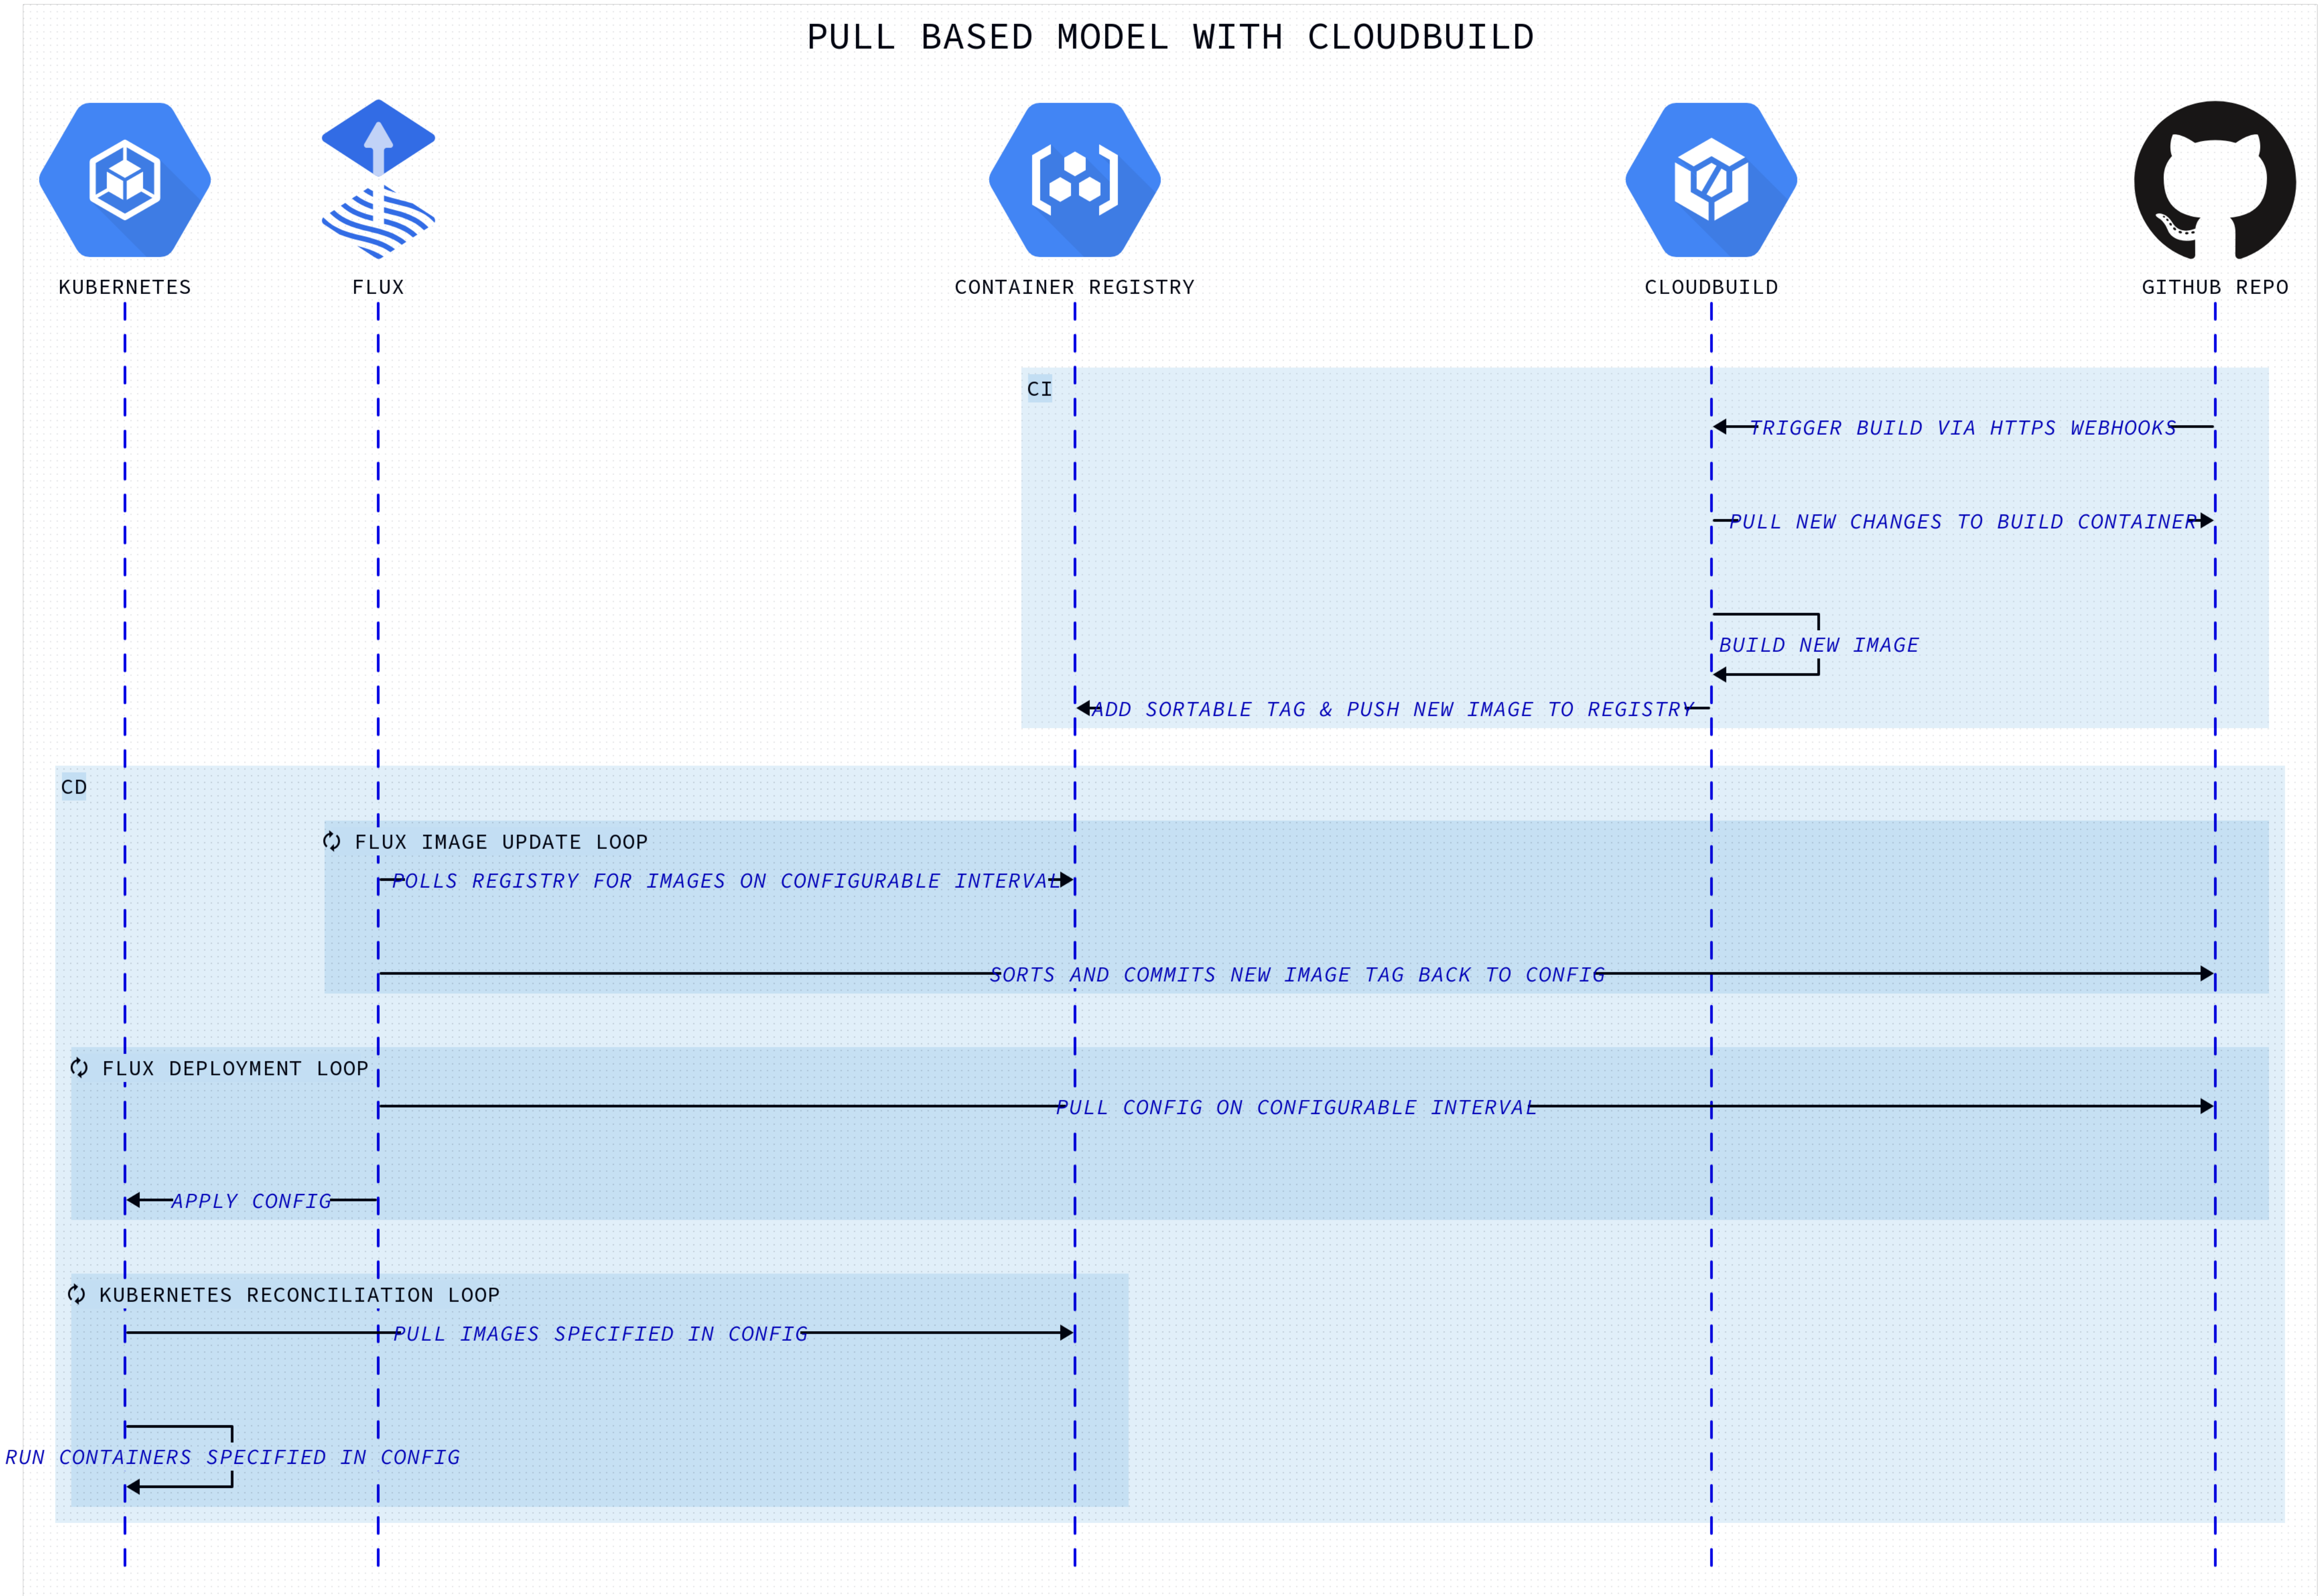 PULL BASED MODEL WITH CLOUDBUILD
KUBERNETES
FLUX
CONTAINER REGISTRY
CLOUDBUILD
GITHUB REPO
CI
TRIGGER BUILD VIA HTTPS WEBHOOKS
PULL NEW CHANGES TO BUILD CONTAINER
BUILD NEW IMAGE
ADD SORTABLE TAG & PUSH NEW IMAGE TO REGISTRY
CD
FLUX IMAGE UPDATE LOOP
POLLS REGISTRY FOR IMAGES ON CONFIGURABLE INTERVAL
SORTS AND COMMITS NEW IMAGE TAG BACK TO CONFIG
FLUX DEPLOYMENT LOOP
PULL CONFIG ON CONFIGURABLE INTERVAL
APPLY CONFIG
KUBERNETES RECONCILIATION LOOP
PULL IMAGES SPECIFIED IN CONFIG
RUN CONTAINERS SPECIFIED IN CONFIG